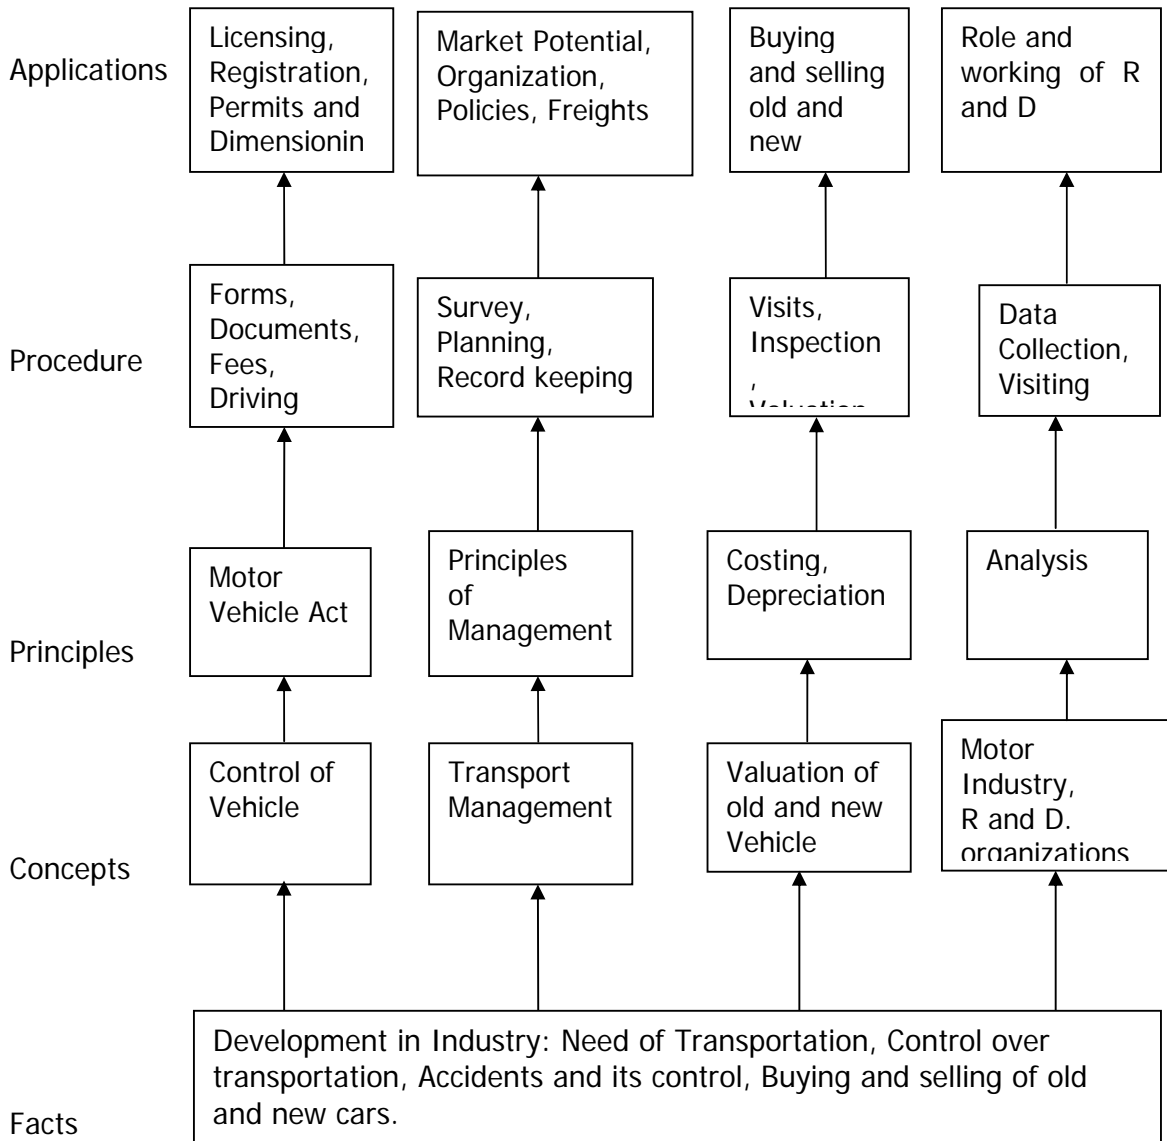 Applications
Licensing,
Registration,
Permits and
Dimensionin
Market Potential,
Organization,
Policies, Freights
Buying
and selling
old and
new
Role and
working of R
and D
Procedure
Forms,
Documents,
Fees,
Driving
Survey,
Planning,
Record keeping
Visits,
Inspection
,
Data
Collection,
Visiting
Principles
Motor
Vehicle Act
Principles
of
Management
Costing,
Depreciation
Analysis
Concepts
Control of
Vehicle
Transport
Management
Valuation of
old and new
Vehicle
Motor
Industry,
R and D.
organizations
Facts
Development in Industry: Need of Transportation, Control over
transportation, Accidents and its control, Buying and selling of old
and new cars.